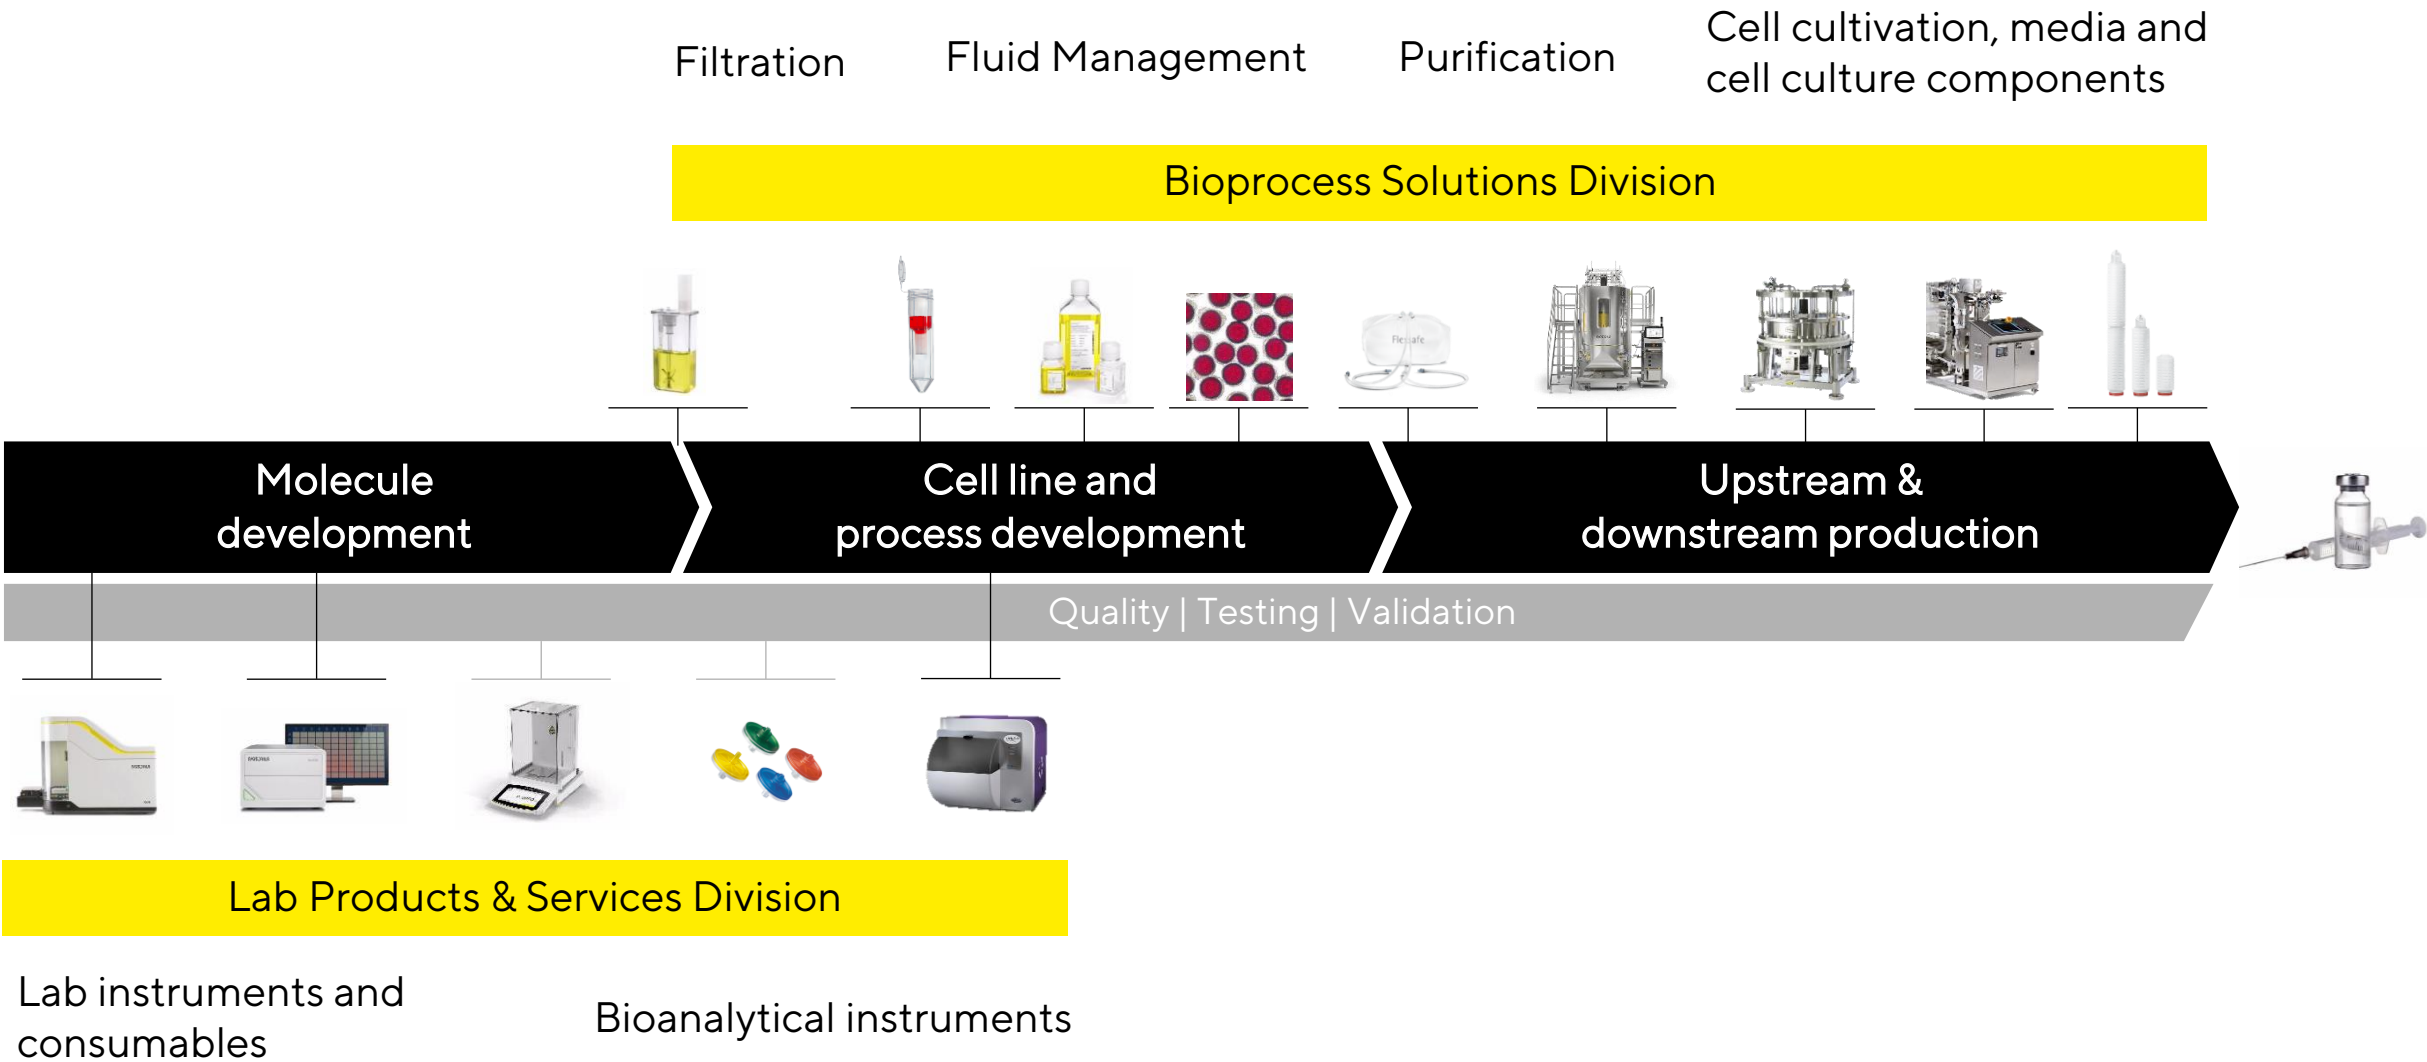 Filtration
Fluid Management
Purification
Cell cultivation, media and
cell culture components
Bioprocess Solutions Division
Molecule
development
Cell line and
process development
Upstream &
downstream production
Quality | Testing | Validation
Lab Products & Services Division
Lab instruments and
consumables
Bioanalytical instruments